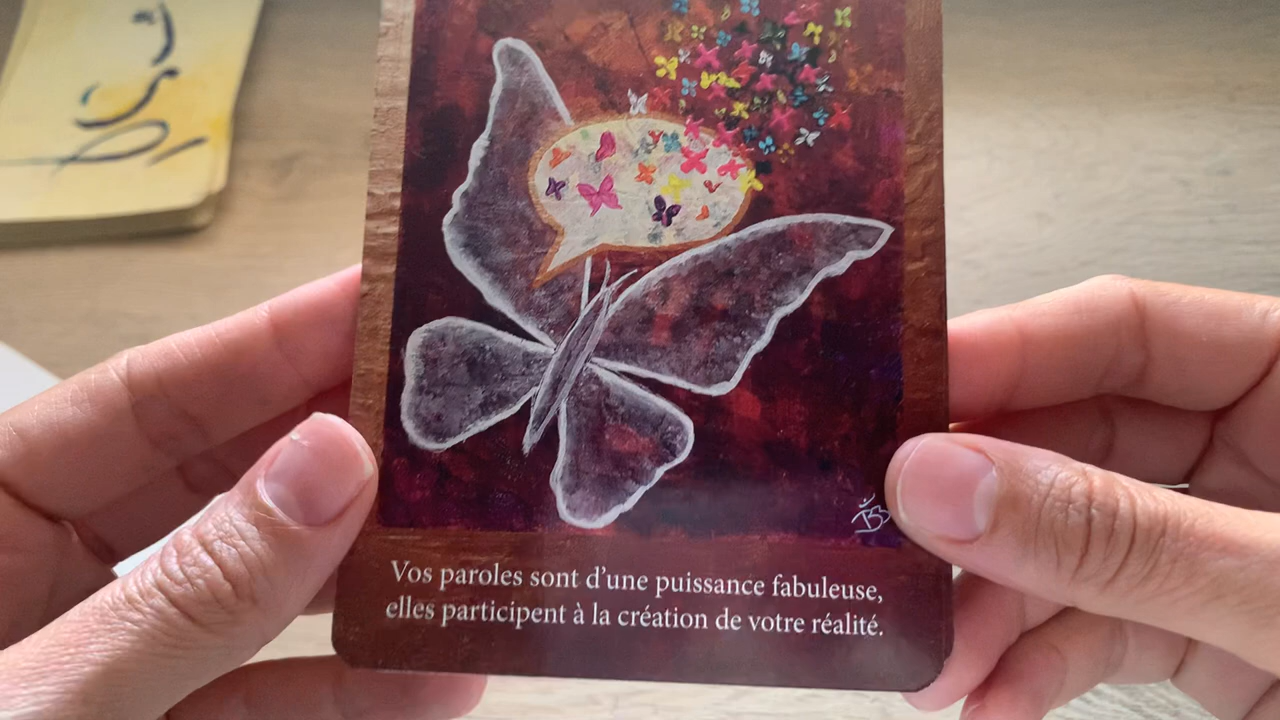 Vos paroles sont d’une puissance fabuleuse,
elles participent à la création de votre réalité.